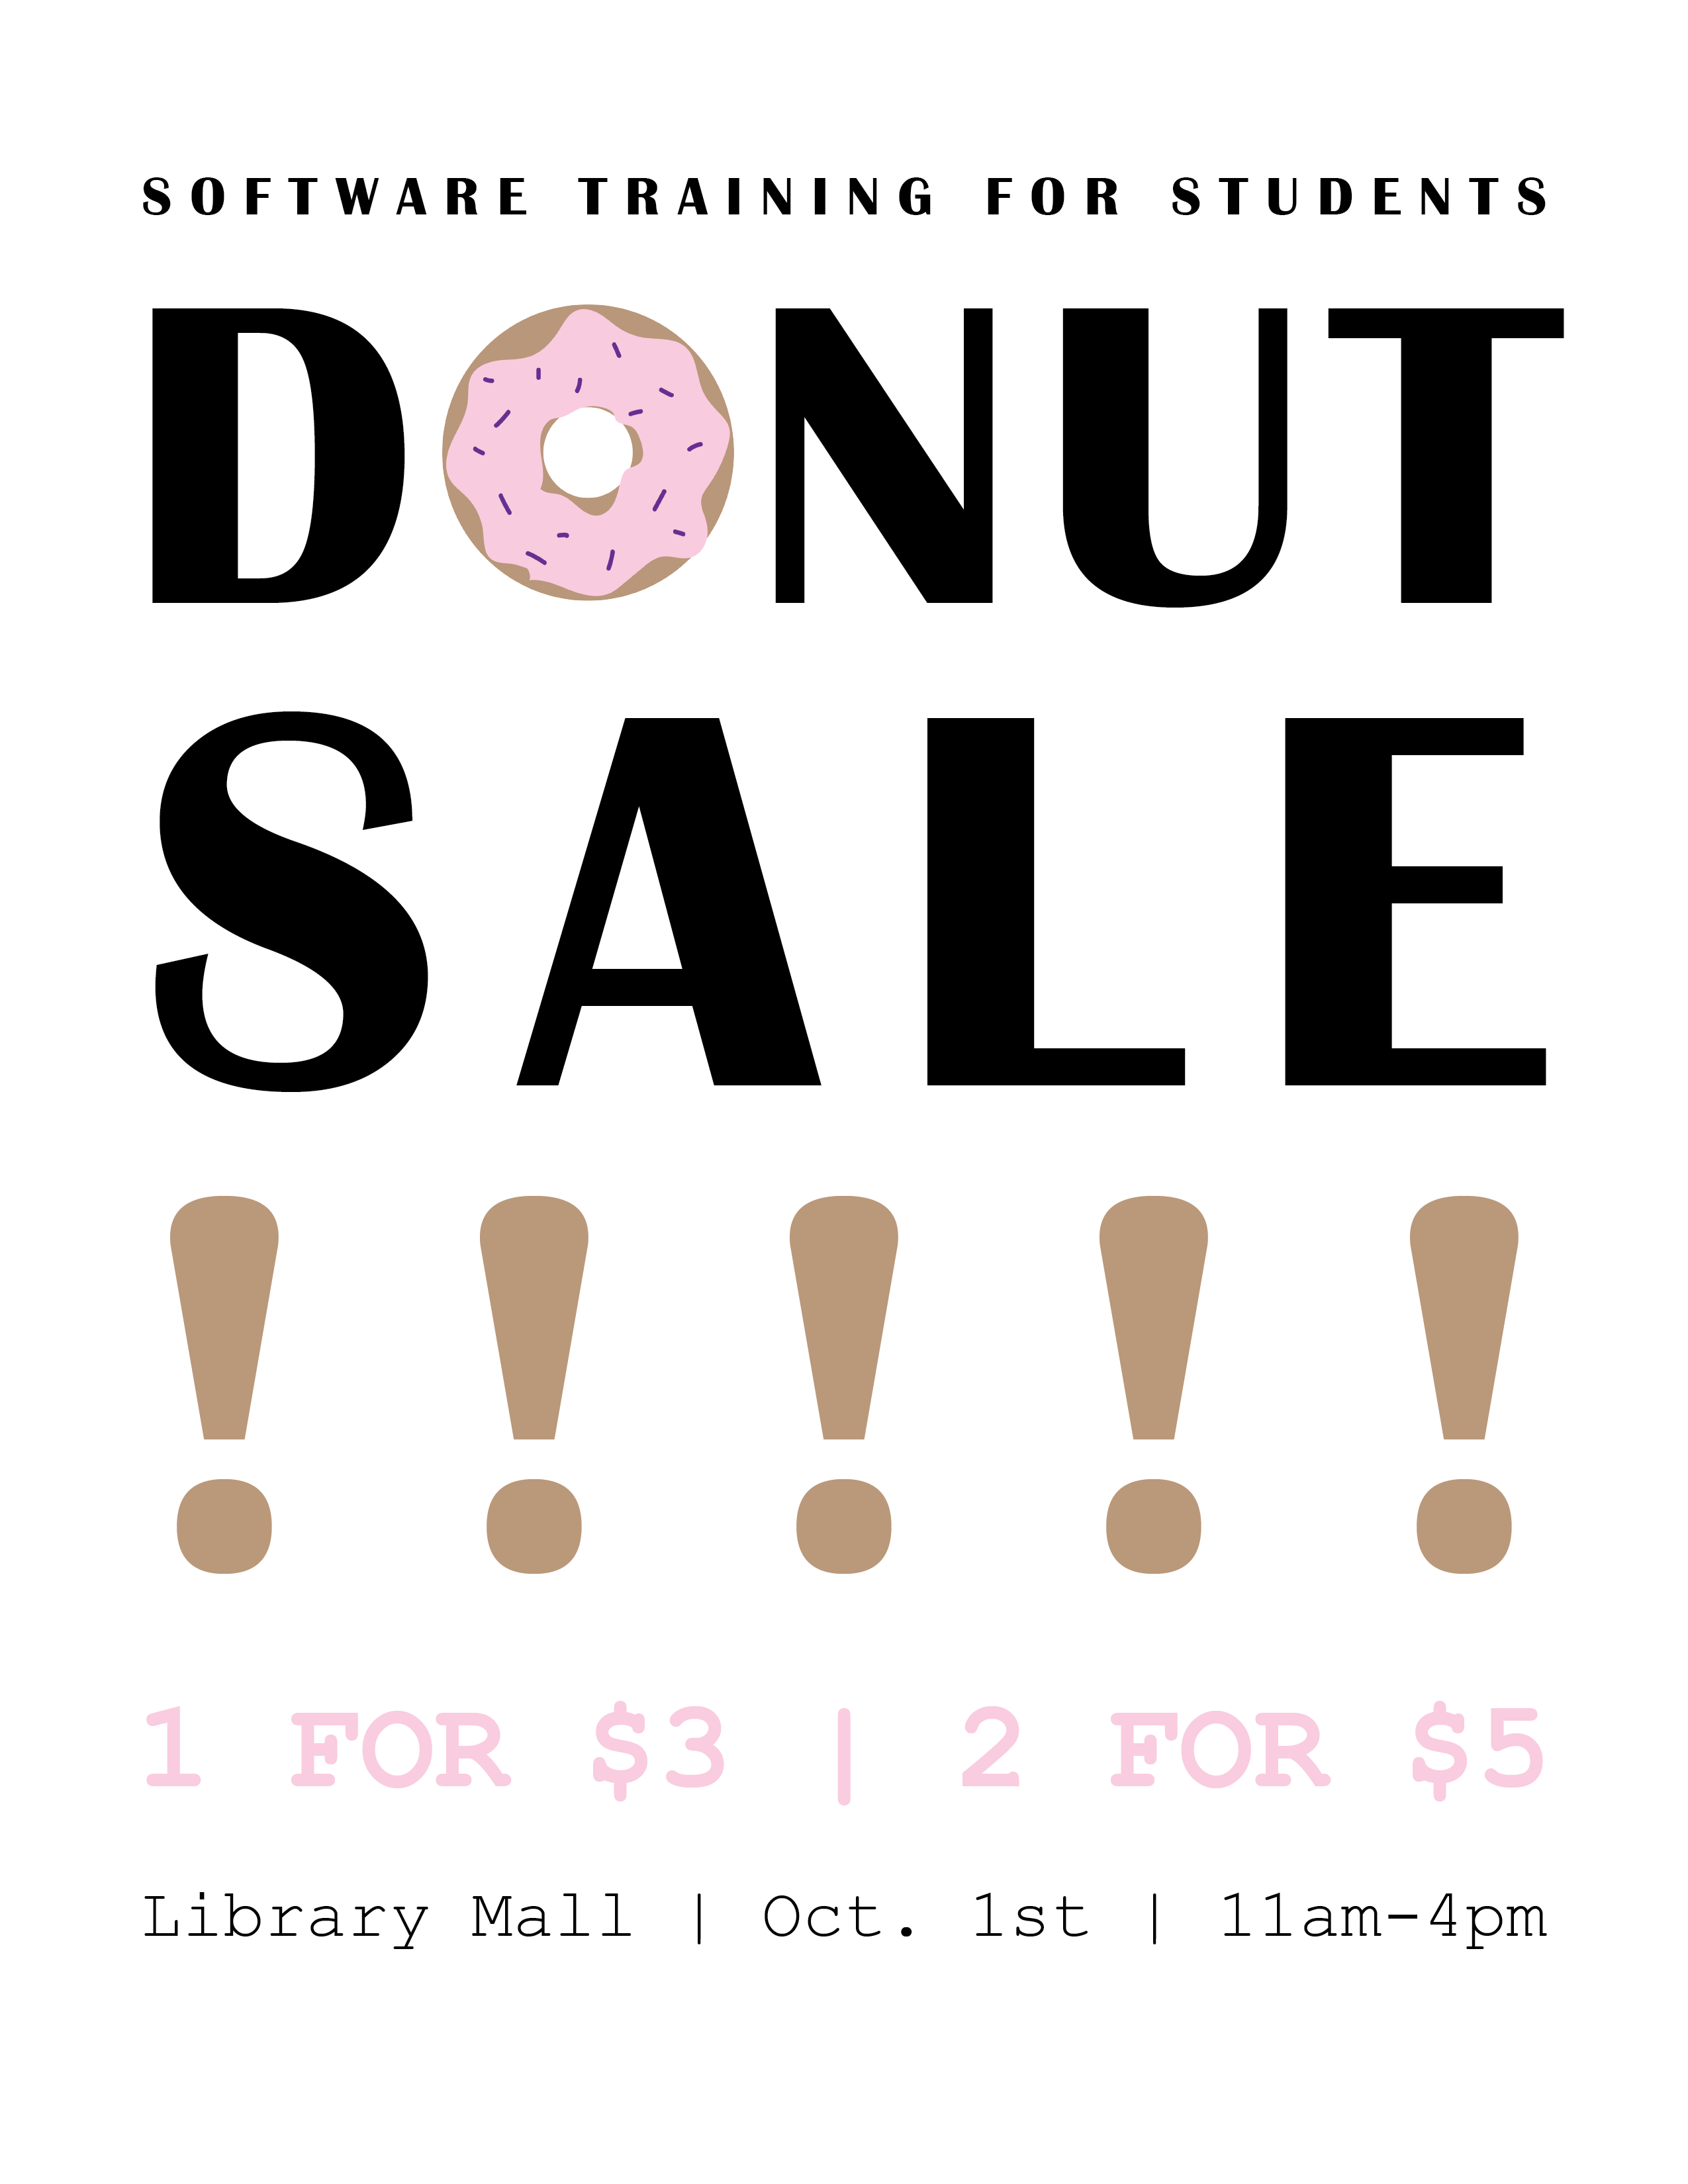 SOFTWARE TRAINING FOR STUDENTS
DONUT
SALE
!!!!!
1 FOR $3 | 2 FOR $5
Library Mall | Oct. 1st | 11am-4pm